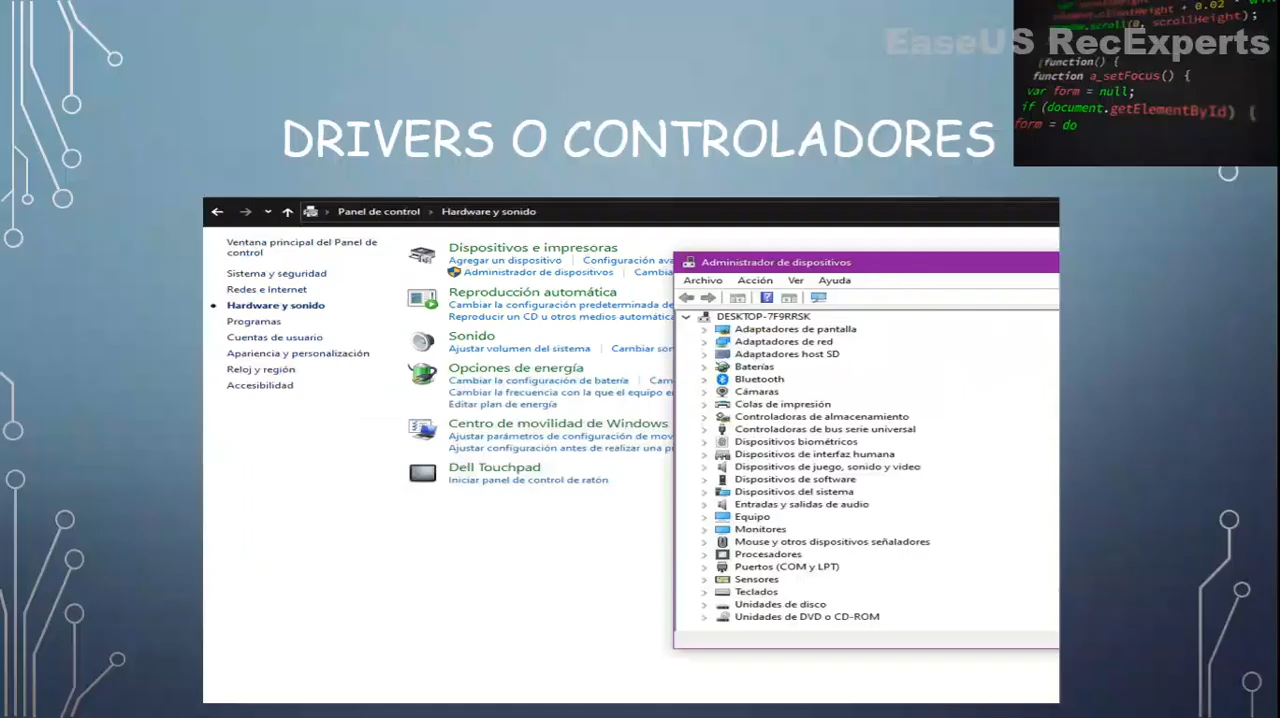 var scrollHeight
element.clientHeight + 0.02
scroll(0, scrollHeight);
EaseUS RecExperts
function() {
function a_setFocus() {
var form = null;
if (document.getElementById) {
form = do
DRIVERS O CONTROLADORES
Panel de control › Hardware y sonido
Ventana principal del Panel de
control
Sistema y seguridad
Redes e Internet
Hardware y sonido
Programas
Cuentas de usuario
Apariencia y personalización
Reloj y región
Accesibilidad
Dispositivos e impresoras
Agregar un dispositivo | Configuración ava
Administrador de dispositivos | Cambia
Reproducción automática
Cambiar la configuración predeterminada de
Reproducir un CD u otros medios automátic
Sonido
Ajustar volumen del sistema | Cambiar son
Opciones de energía
Cambiar la configuración de batería | Cam
Cambiar la frecuencia con la que el equipo e
Editar plan de energía
Centro de movilidad de Windows
Ajustar parámetros de configuración de mov
Ajustar configuración antes de realizar una p
Dell Touchpad
Iniciar panel de control de ratón
Administrador de dispositivos
Archivo Acción Ver Ayuda
DESKTOP-7F9RRSK
Adaptadores de pantalla
Adaptadores de red
Adaptadores host SD
Baterías
Bluetooth
Cámaras
Colas de impresión
Controladoras de almacenamiento
Controladoras de bus serie universal
Dispositivos biométricos
Dispositivos de interfaz humana
Dispositivos de juego, sonido y video
Dispositivos de software
Dispositivos del sistema
Entradas y salidas de audio
Equipo
Monitores
Mouse y otros dispositivos señaladores
Procesadores
Puertos (COM y LPT)
Sensores
Teclados
Unidades de disco
Unidades de DVD o CD-ROM